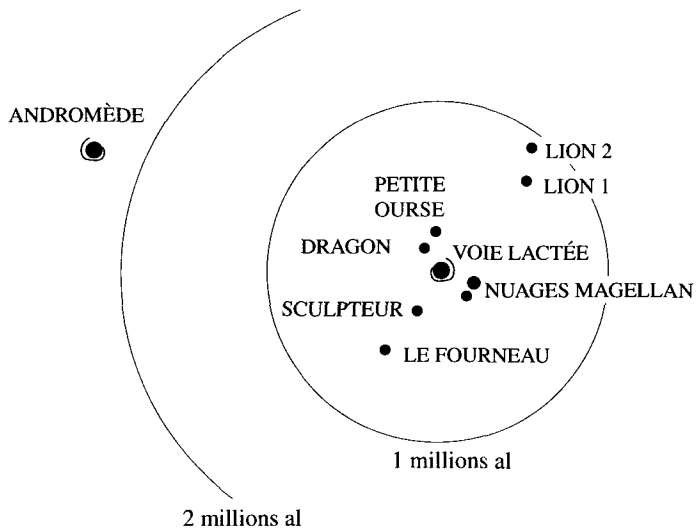 ANDROMÈDE
LION 2
LION 1
PETITE
OURSE
DRAGON
VOIE LACTÉE
NUAGES MAGELLAN
SCULPTEUR
LE FOURNEAU
1 millions al
2 millions al